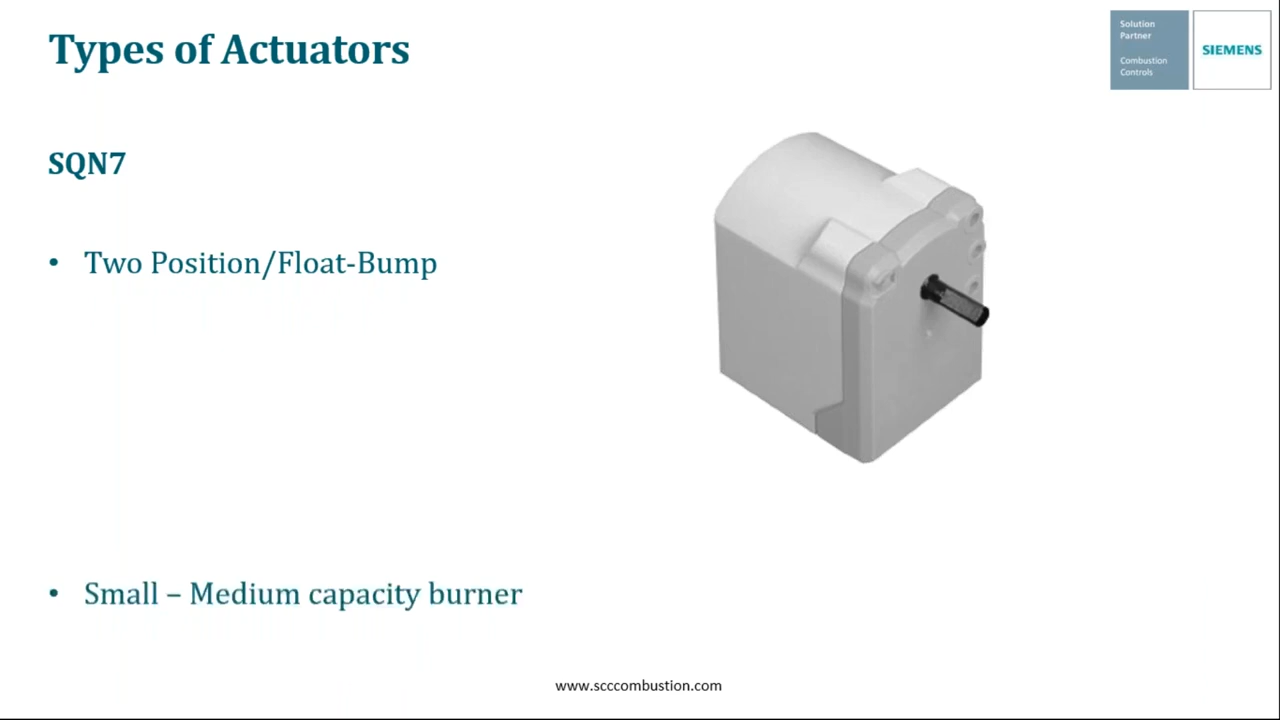 Types of Actuators
Solution
Partner
Combustion
Controls
SIEMENS
SQN7
• Two Position/Float-Bump
• Small – Medium capacity burner
www.scccombustion.com